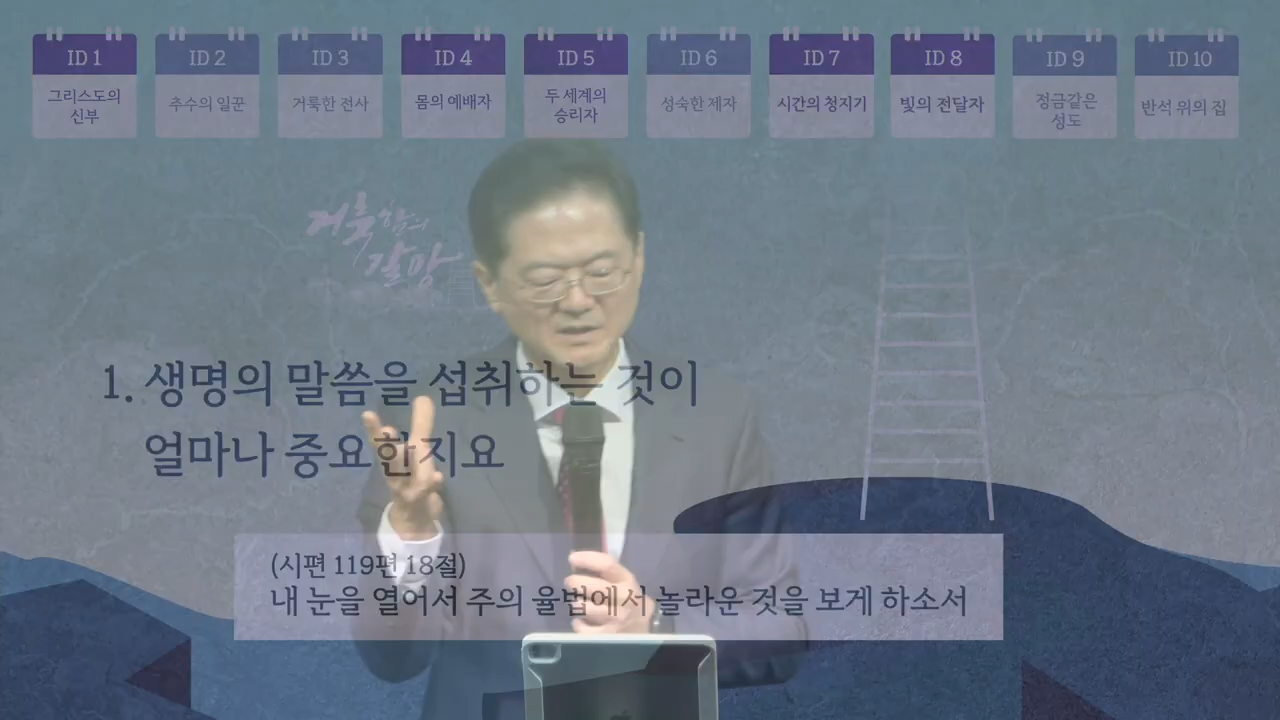 ID 1
그리스도의
신부
ID 2
추수의 일꾼
ID 3
거룩한 전사
ID 4
몸의 예배자
ID 5
두 세계의
승리자
ID 6
성숙한 제자
ID 7
시간의 청지기
ID 8
빛의 전달자
ID 9
정금같은
성도
ID 10
반석 위의 집
거룩함의
갈망
1. 생명의 말씀을 섭취하는 것이
얼마나 중요한지요
(시편 119편 18절)
내 눈을 열어서 주의 율법에서 놀라운 것을 보게 하소서